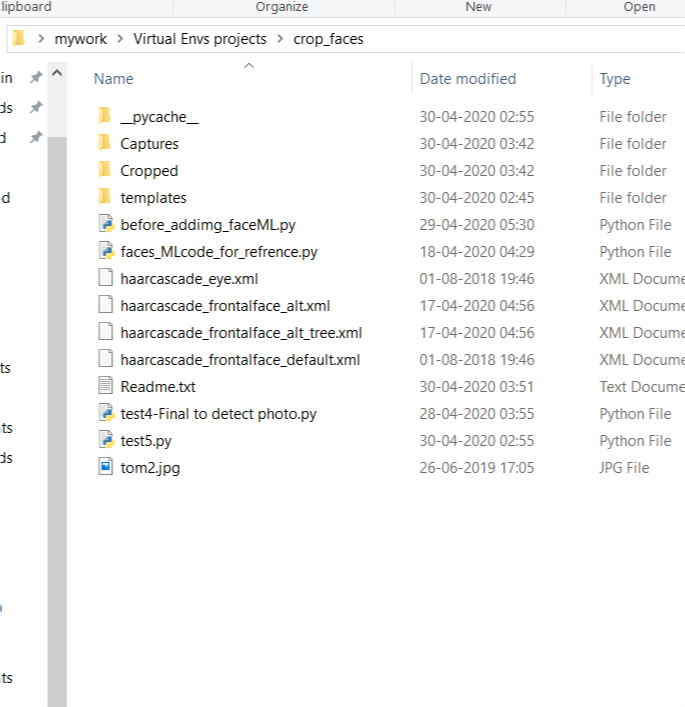 lipboard Organize New Open
mywork > Virtual Envs projects > crop_faces
Name Date modified Type
__pycache__ 30-04-2020 02:55 File folder
Captures 30-04-2020 03:42 File folder
Cropped 30-04-2020 03:42 File folder
templates 30-04-2020 02:45 File folder
before_addimg_faceML.py 29-04-2020 05:30 Python File
faces_MLcode_for_refrence.py 18-04-2020 04:29 Python File
haarcascade_eye.xml 01-08-2018 19:46 XML Docume
haarcascade_frontalface_alt.xml 17-04-2020 04:56 XML Docume
haarcascade_frontalface_alt_tree.xml 17-04-2020 04:56 XML Docume
haarcascade_frontalface_default.xml 01-08-2018 19:46 XML Docume
Readme.txt 30-04-2020 03:51 Text Docume
test4-Final to detect photo.py 28-04-2020 03:55 Python File
test5.py 30-04-2020 02:55 Python File
tom2.jpg 26-06-2019 17:05 JPG File